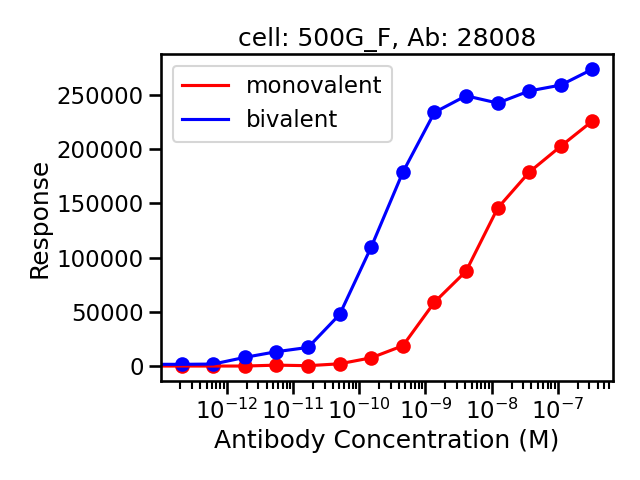 cell: 500G_F, Ab: 28008
monovalent
bivalent
Response
250000
200000
150000
100000
50000
0
10⁻¹² 10⁻¹¹ 10⁻¹⁰ 10⁻⁹ 10⁻⁸ 10⁻⁷
Antibody Concentration (M)